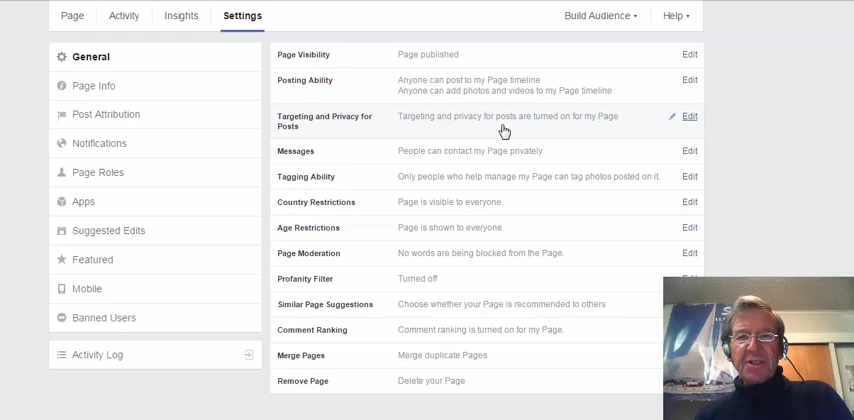 Page Activity Insights Settings Build Audience Help
General
Page Info
Post Attribution
Notifications
Page Roles
Apps
Suggested Edits
Featured
Mobile
Banned Users
Activity Log
Page Visibility Page published Edit
Posting Ability Anyone can post to my Page timeline Edit
Anyone can add photos and videos to my Page timeline
Targeting and Privacy for Targeting and privacy for posts are turned on for my Page Edit
Posts
Messages People can contact my Page privately. Edit
Tagging Ability Only people who help manage my Page can tag photos posted on it. Edit
Country Restrictions Page is visible to everyone. Edit
Age Restrictions Page is shown to everyone. Edit
Page Moderation No words are being blocked from the Page. Edit
Profanity Filter Turned off Edit
Similar Page Suggestions Choose whether your Page is recommended to others
Comment Ranking Comment ranking is turned on for my Page.
Merge Pages Merge duplicate Pages
Remove Page Delete your Page